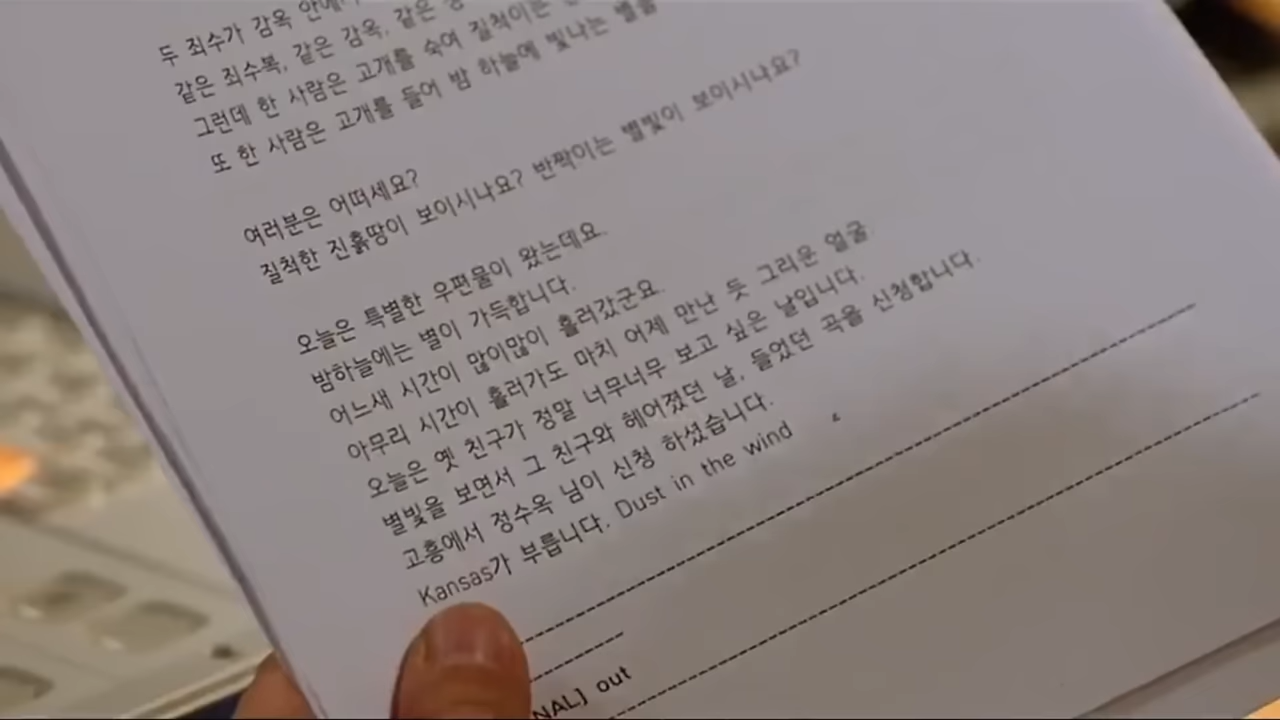 두 죄수가 감옥
같은 죄수복, 같은 감옥, 같은
그런데 한 사람은 고개를 숙여 질척이는
또 한 사람은 고개를 들어 밤 하늘에 빛나는 별을
여러분은 어떠세요?
질척한 진흙땅이 보이시나요? 반짝이는 별빛이 보이시나요?
오늘은 특별한 우편물이 왔는데요.
밤하늘에는 별이 가득합니다.
어느새 시간이 많이많이 흘러갔군요.
아무리 시간이 흘러가도 마치 어제 만난 듯 그리운 얼굴
오늘은 옛 친구가 정말 너무너무 보고 싶은 날입니다.
별빛을 보면서 그 친구와 헤어졌던 날, 들었던 곡을 신청합니다.
고흥에서 정수옥 님이 신청 하셨습니다.
Kansas가 부릅니다. Dust in the wind
NAL) out